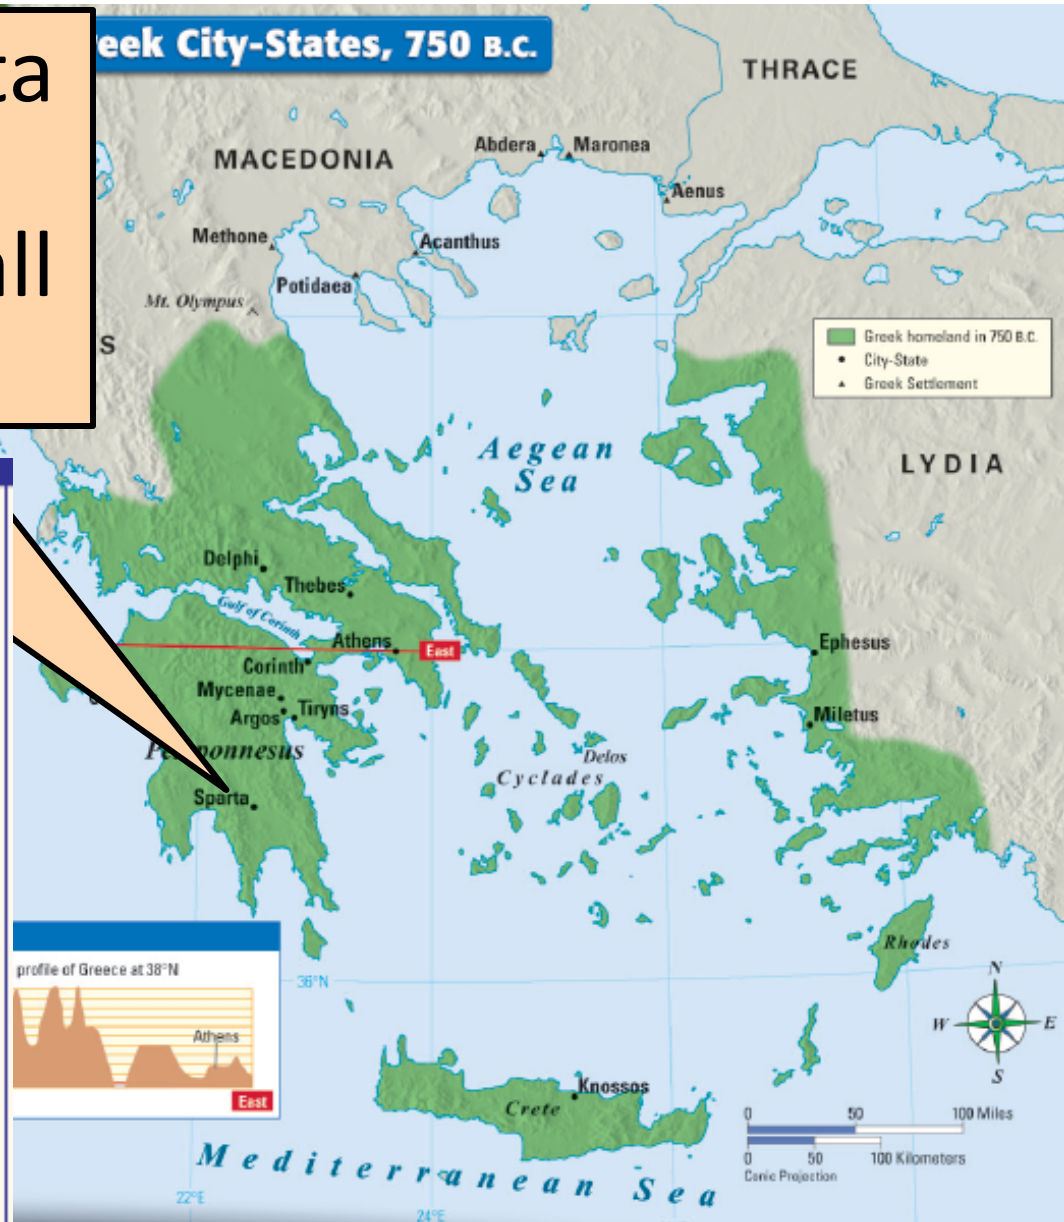 ta
all
eek City-States, 750 B.C.
THRACE
Abdera
Maronea
MACEDONIA
Aenus
Methone
Acanthus
Potidaea
Mt. Olympus
S
Greek homeland in 750 B.C.
City-State
Greek Settlement
Aegean
Sea
LYDIA
Delphi
Thebes
Gulf of Corinth
Athens
East
Ephesus
Corinth
Mycenae
Tiryns
Argos
Miletus
Delos
Cyclades
Sparta
Rhodes
profile of Greece at 38°N
36°N
N
W
E
S
Athens
East
Knossos
Crete
0 50 100 Miles
0 50 100 Kilometers
Conic Projection
Mediterranean Sea
22°E
24°E